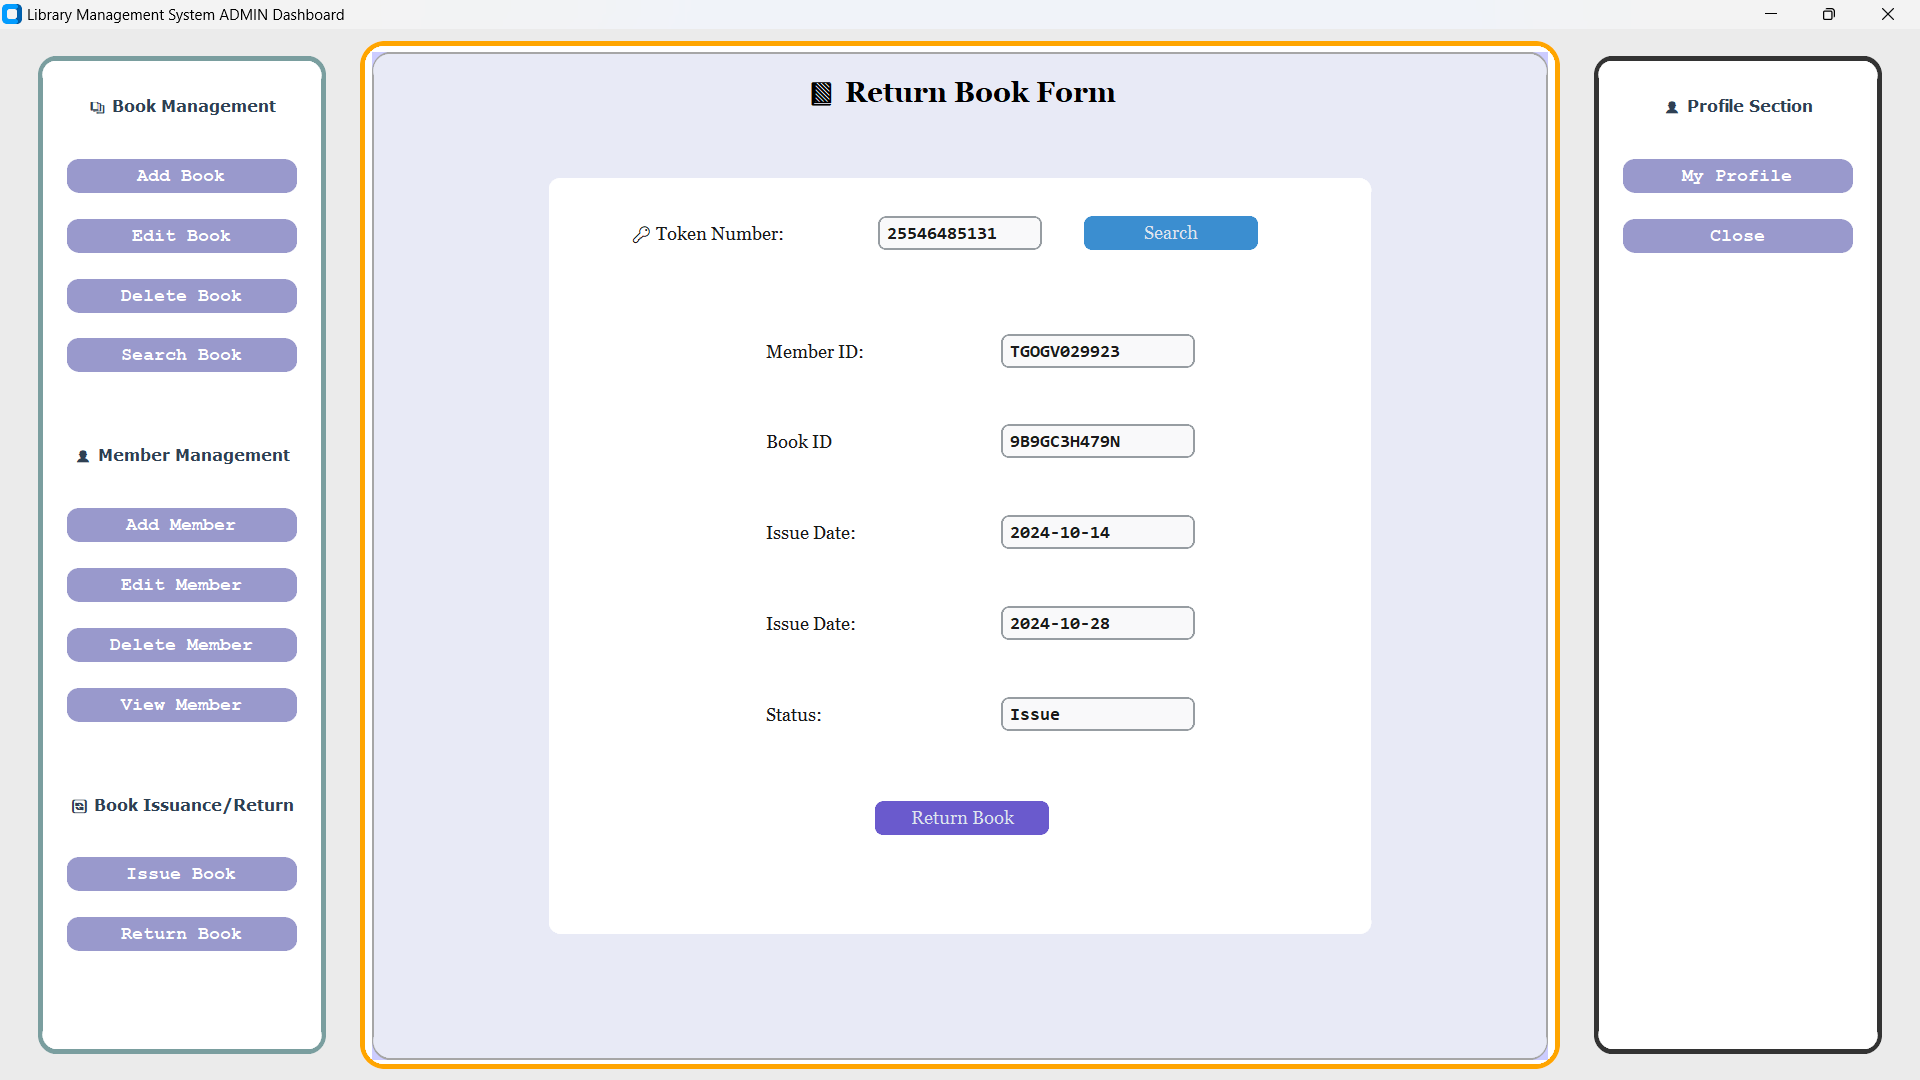 Library Management System ADMIN Dashboard
Book Management
Add Book
Edit Book
Delete Book
Search Book
Member Management
Add Member
Edit Member
Delete Member
View Member
Book Issuance/Return
Issue Book
Return Book
Return Book Form
Token Number: 25546485131 Search
Member ID: TGOGV029923
Book ID 9B9GC3H479N
Issue Date: 2024-10-14
Issue Date: 2024-10-28
Status: Issue
Return Book
Profile Section
My Profile
Close